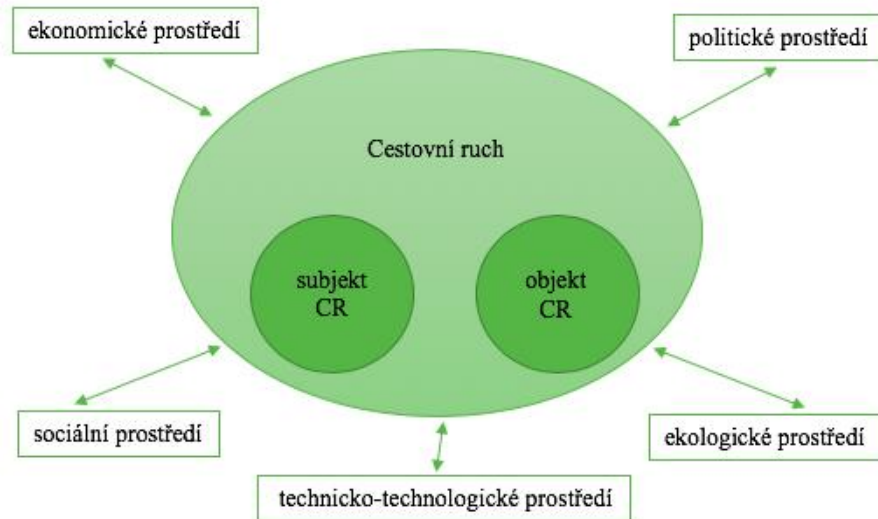 ekonomické prostředí
politické prostředí
Cestovní ruch
subjekt
CR
objekt
CR
sociální prostředí
ekologické prostředí
technicko-technologické prostředí